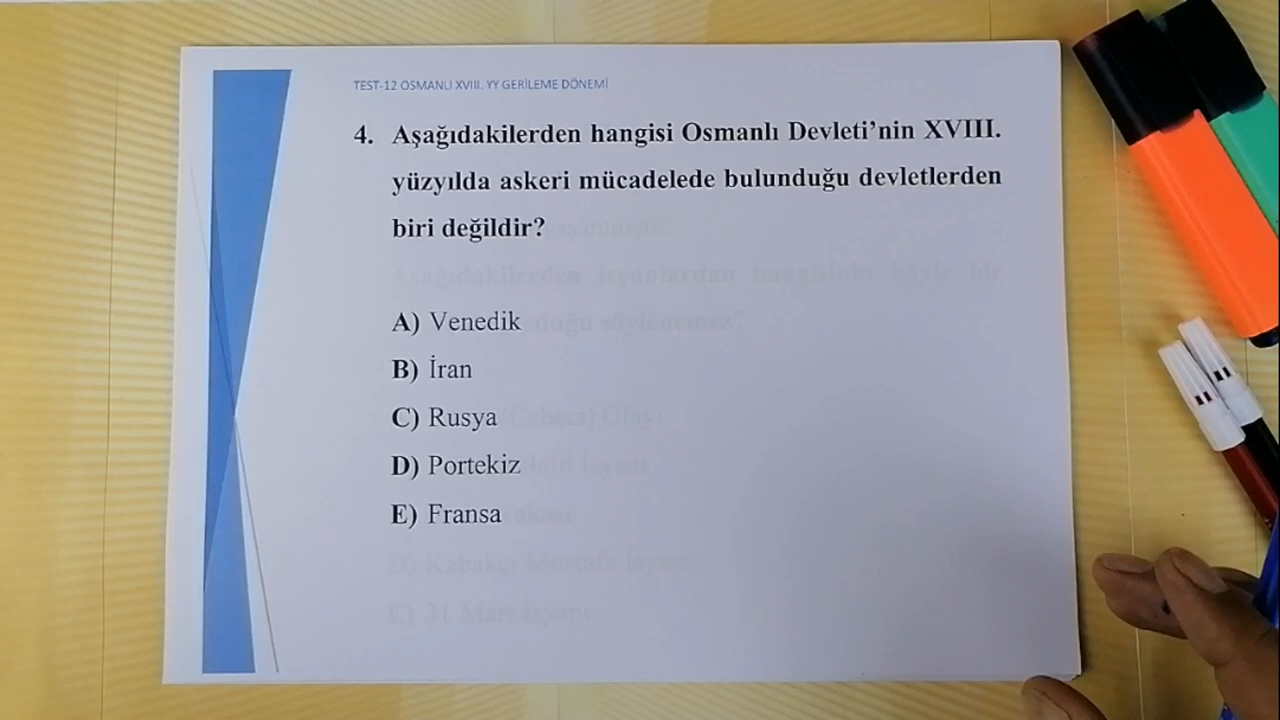 TEST-12 OSMANLI XVIII. YY GERİLEME DÖNEMİ
4. Aşağıdakilerden hangisi Osmanlı Devleti’nin XVIII.
yüzyılda askeri mücadelede bulunduğu devletlerden
biri değildir?
A) Venedik
B) İran
C) Rusya
D) Portekiz
E) Fransa